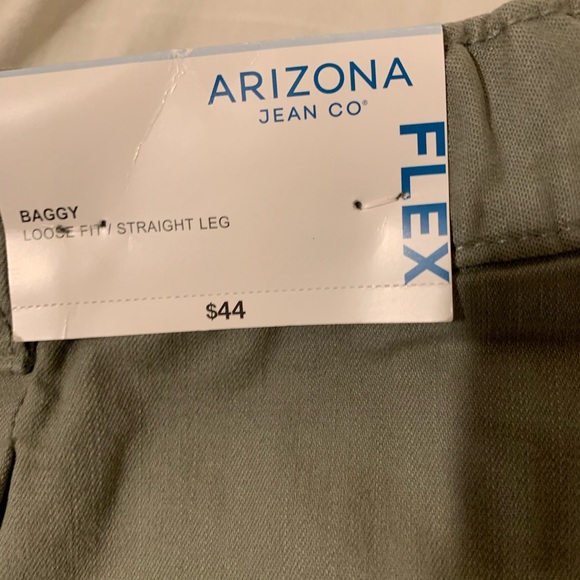 ARIZONA
JEAN CO®
FLEX
BAGGY
LOOSE FIT / STRAIGHT LEG
$44